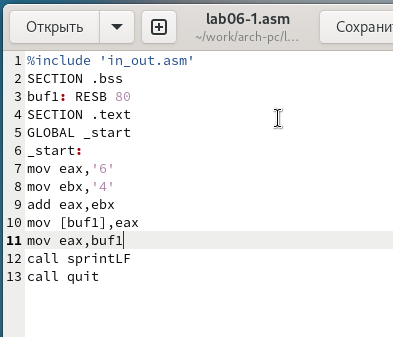 Открыть
lab06-1.asm
~/work/arch-pc/l...
Сохрани
1 %include 'in_out.asm'
2 SECTION .bss
3 buf1: RESB 80
4 SECTION .text
5 GLOBAL _start
6 _start:
7 mov eax,'6'
8 mov ebx,'4'
9 add eax,ebx
10 mov [buf1],eax
11 mov eax,buf1
12 call sprintLF
13 call quit